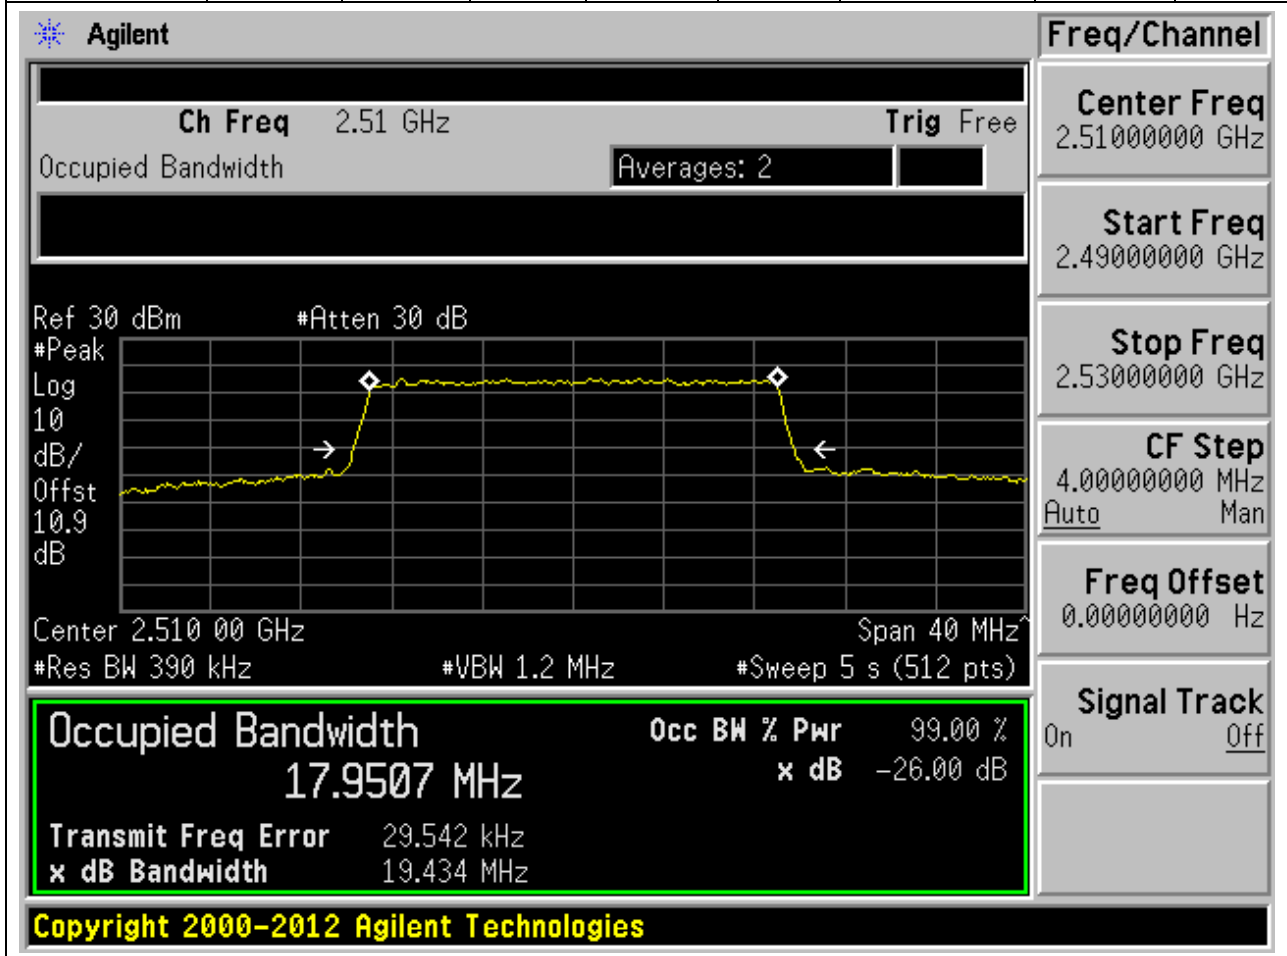 Agilent
Freq/Channel
Ch Freq 2.51 GHz Trig Free
Occupied Bandwidth Averages: 2
Center Freq
2.51000000 GHz
Start Freq
2.49000000 GHz
Stop Freq
2.53000000 GHz
CF Step
4.00000000 MHz
Auto Man
Freq Offset
0.00000000 Hz
Signal Track
On Off
Ref 30 dBm #Atten 30 dB
#Peak
Log
10
dB/
Offst
10.9
dB
Center 2.510 00 GHz Span 40 MHz^
#Res BW 390 kHz #VBW 1.2 MHz #Sweep 5 s (512 pts)
Occupied Bandwidth Occ BW % Pwr 99.00 %
17.9507 MHz x dB -26.00 dB
Transmit Freq Error 29.542 kHz
x dB Bandwidth 19.434 MHz
Copyright 2000-2012 Agilent Technologies